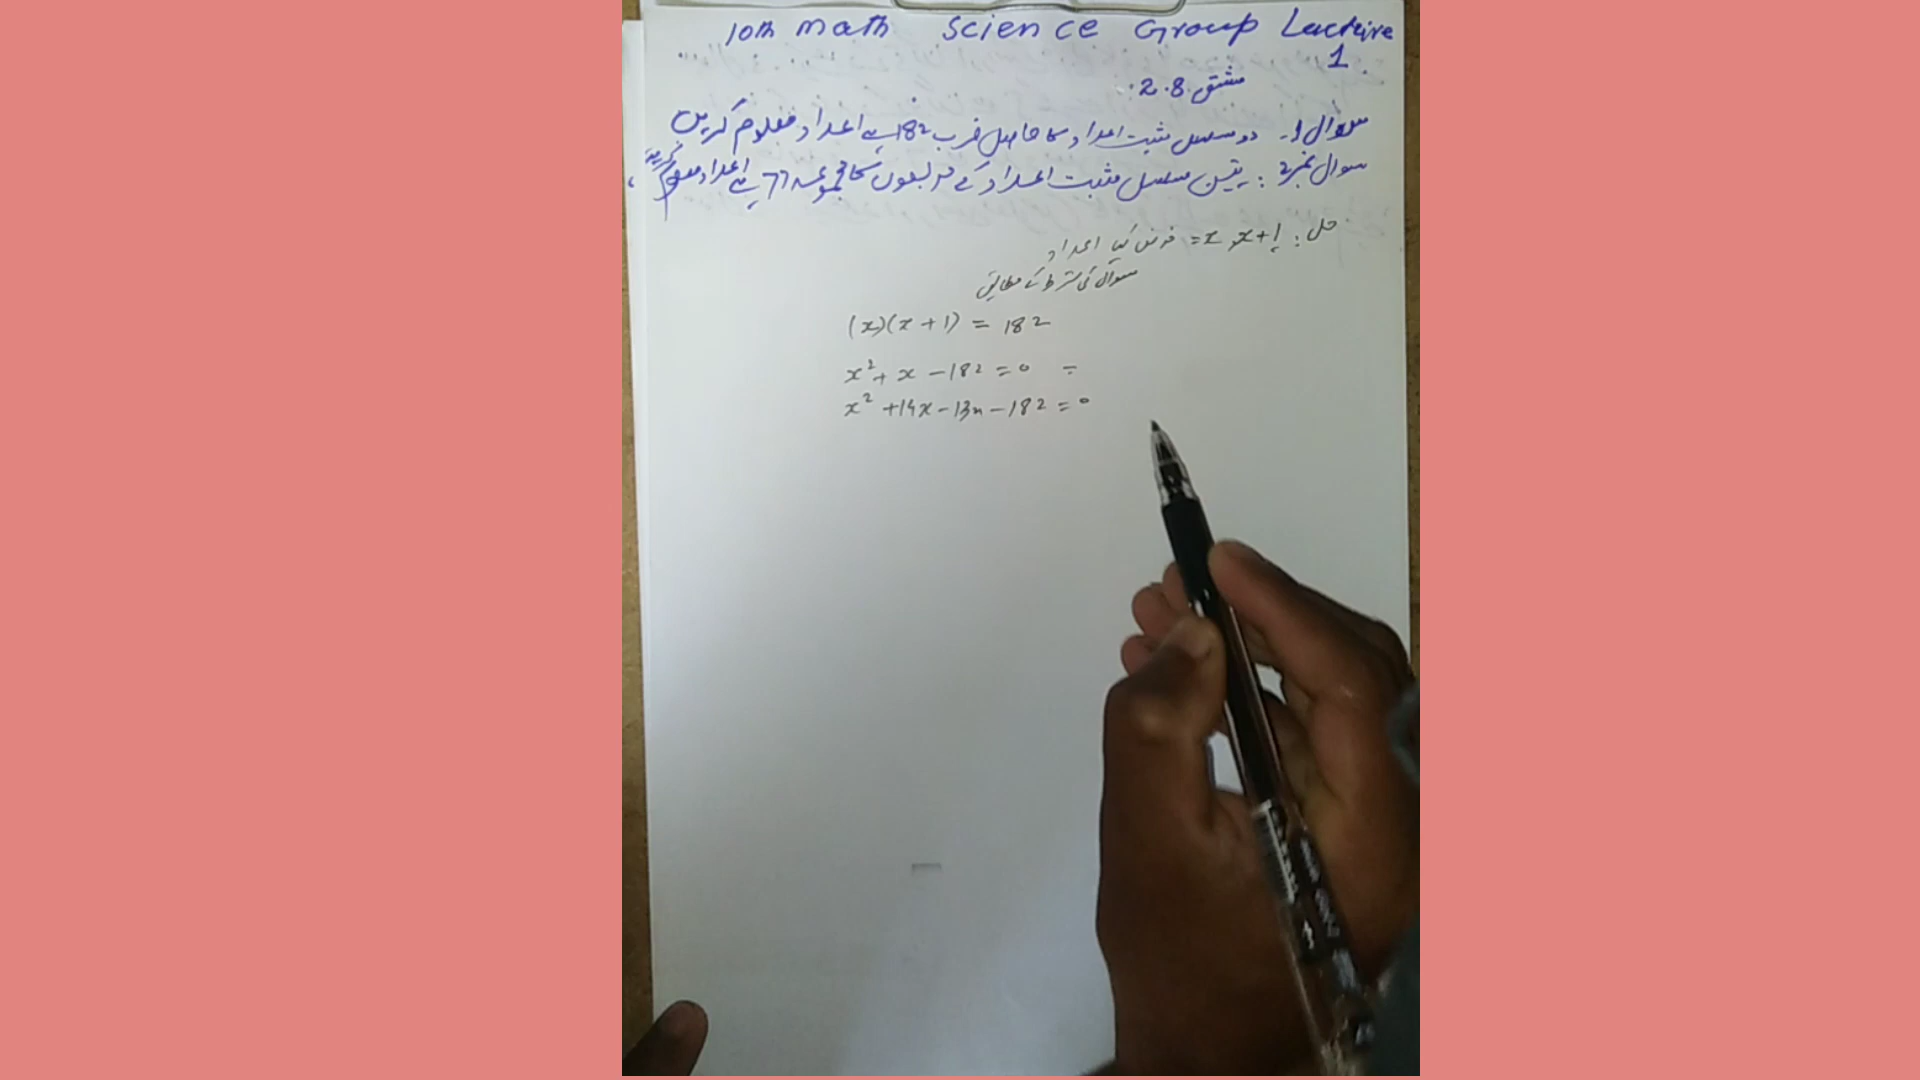 10th math Science Group Lecture
1
مشق 2.8
سوال 1۔ دو مسلسل مثبت اعداد کا حاصل ضرب 182 ہے اعداد معلوم کریں
سوال نمبر 2: تین مسلسل مثبت اعداد کے مربعوں کا مجموعہ 77 ہے اعداد معلوم کریں
حل: x, x+1 = فرض کیا اعداد
سوال کی شرط کے مطابق
(x)(x+1) = 182
x² + x - 182 = 0 =
x² + 14x - 13x - 182 = 0